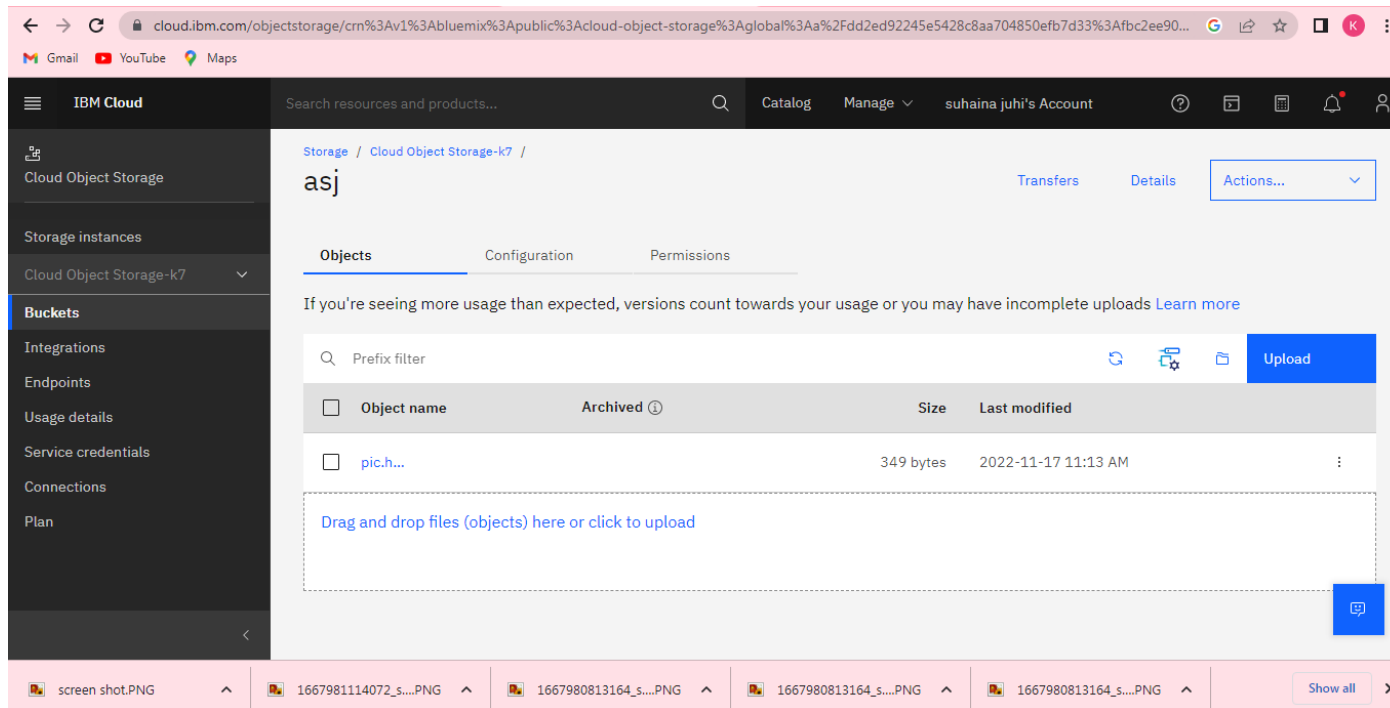 cloud.ibm.com/objectstorage/crn%3Av1%3Abluemix%3Apublic%3Acloud-object-storage%3Aglobal%3Aa%2Fdd2ed92245e5428c8aa704850efb7d33%3Afbc2ee90...
G
K
Gmail YouTube Maps
IBM Cloud
Search resources and products...
Catalog Manage suhaina juhi's Account
Cloud Object Storage
Storage instances
Cloud Object Storage-k7
Buckets
Integrations
Endpoints
Usage details
Service credentials
Connections
Plan
Storage / Cloud Object Storage-k7 /
asj
Transfers Details Actions...
Objects Configuration Permissions
If you're seeing more usage than expected, versions count towards your usage or you may have incomplete uploads Learn more
Prefix filter Upload
Object name Archived Size Last modified
pic.h... 349 bytes 2022-11-17 11:13 AM
Drag and drop files (objects) here or click to upload
screen shot.PNG 1667981114072_s....PNG 1667980813164_s....PNG 1667980813164_s....PNG 1667980813164_s....PNG Show all